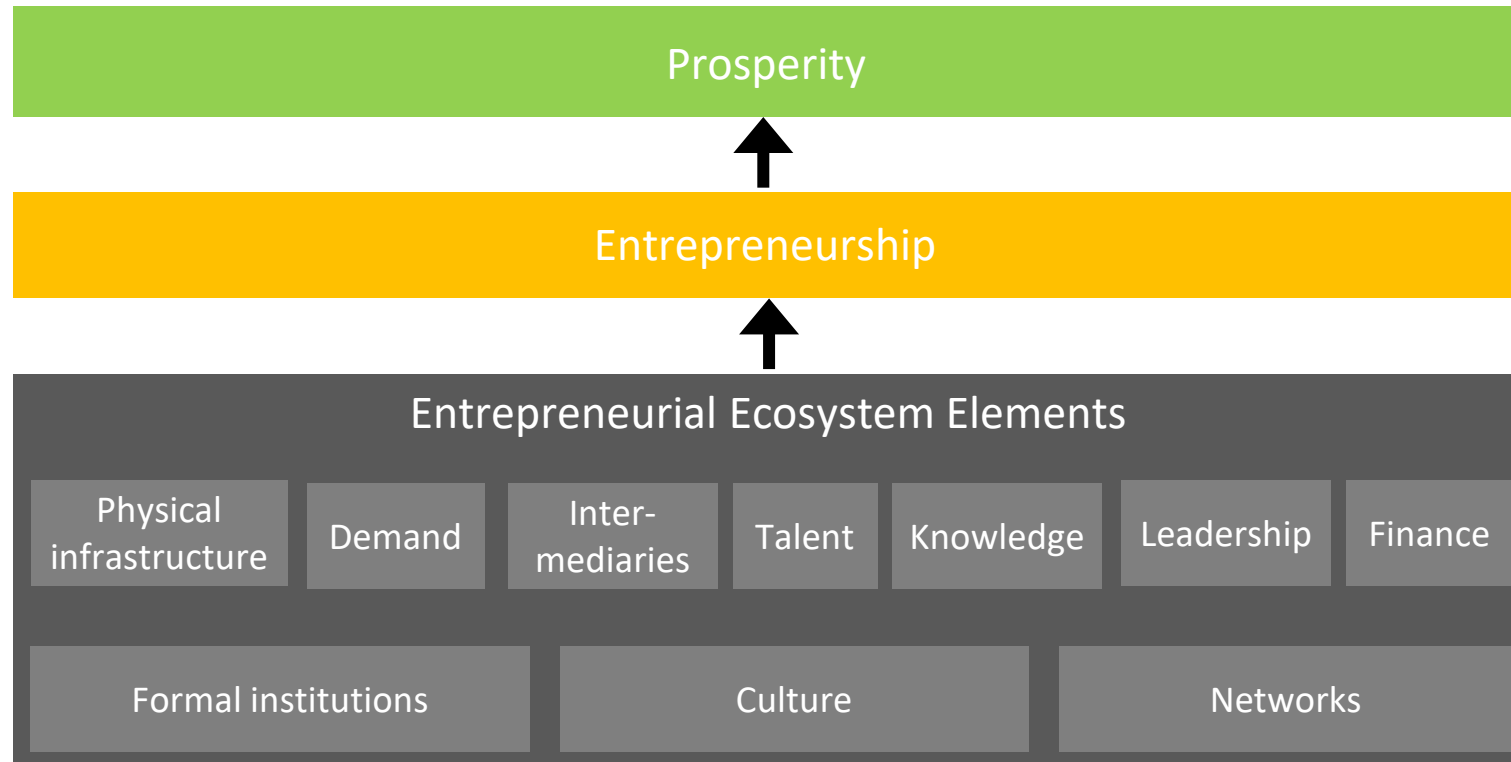 Prosperity
Entrepreneurship
Entrepreneurial Ecosystem Elements
Physical
infrastructure
Demand
Inter-
mediaries
Talent
Knowledge
Leadership
Finance
Formal institutions
Culture
Networks